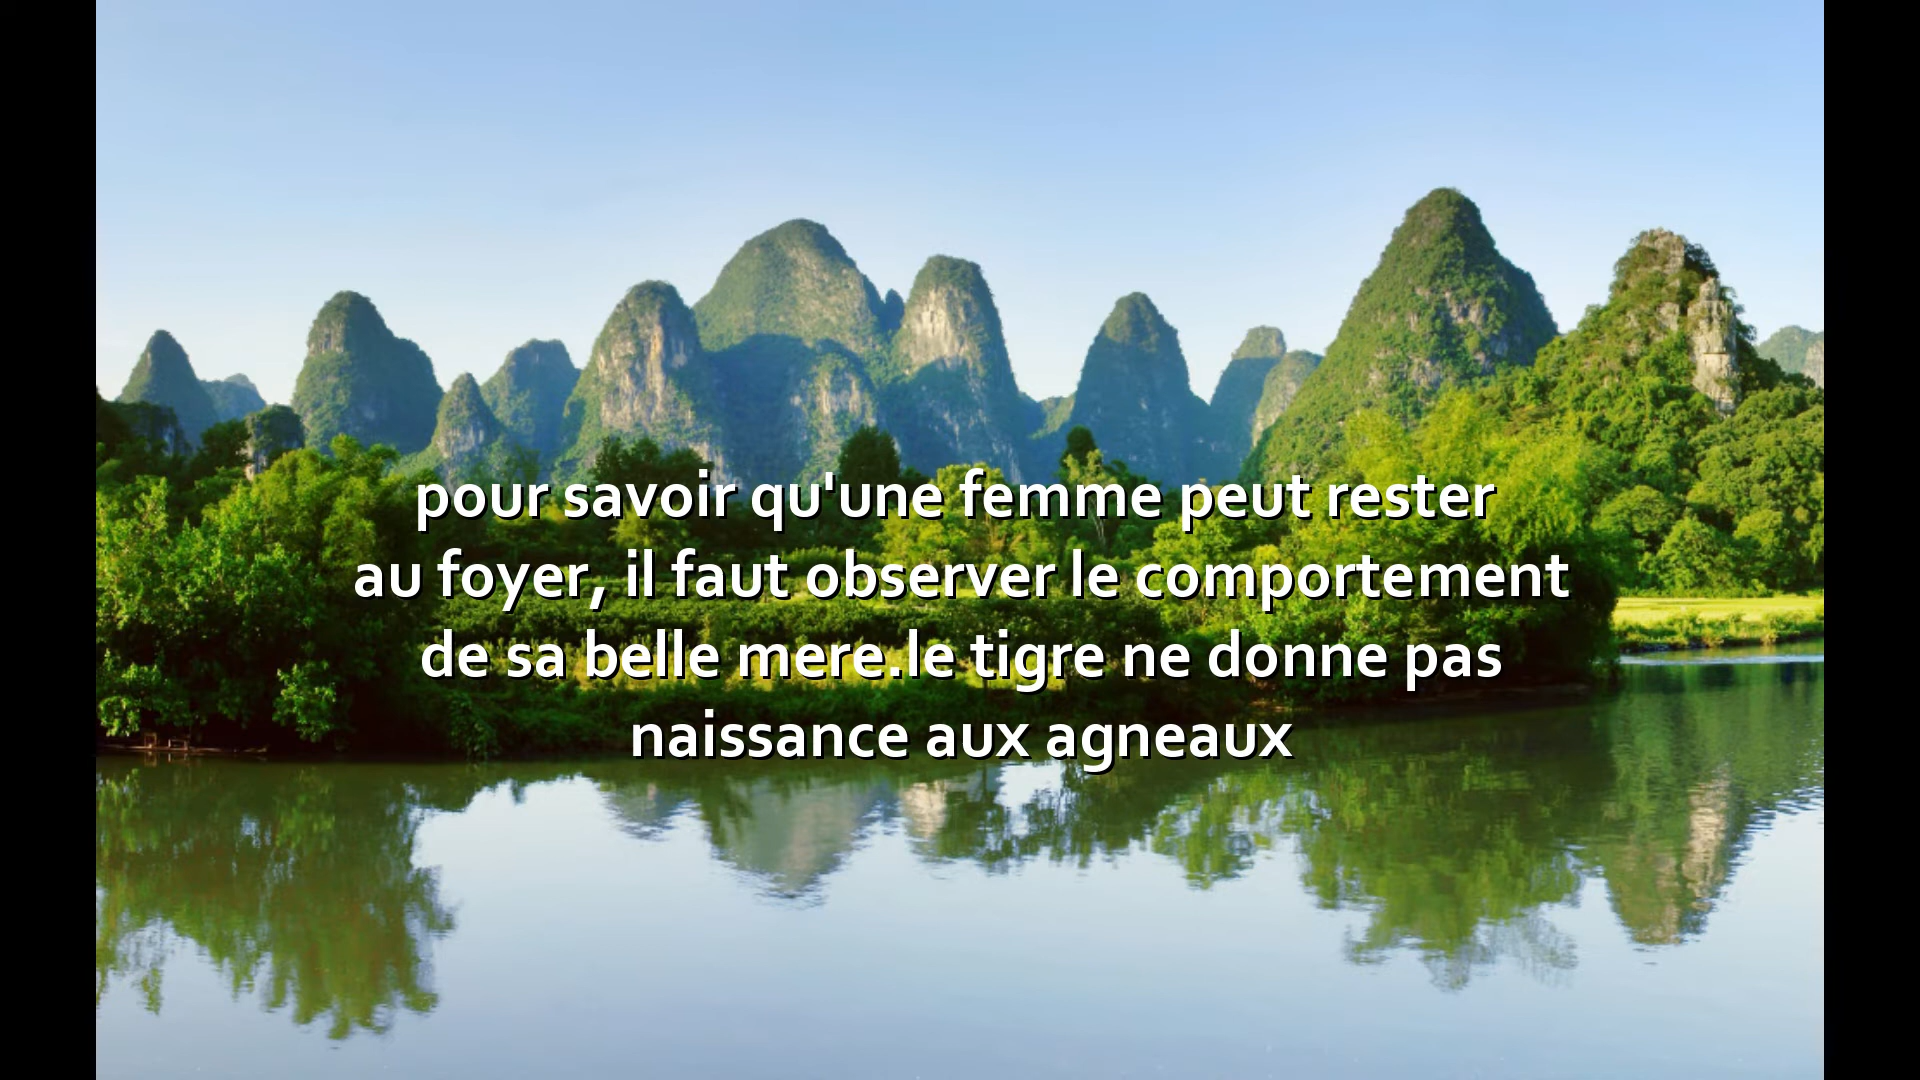 pour savoir qu'une femme peut rester
au foyer, il faut observer le comportement
de sa belle mere.le tigre ne donne pas
naissance aux agneaux